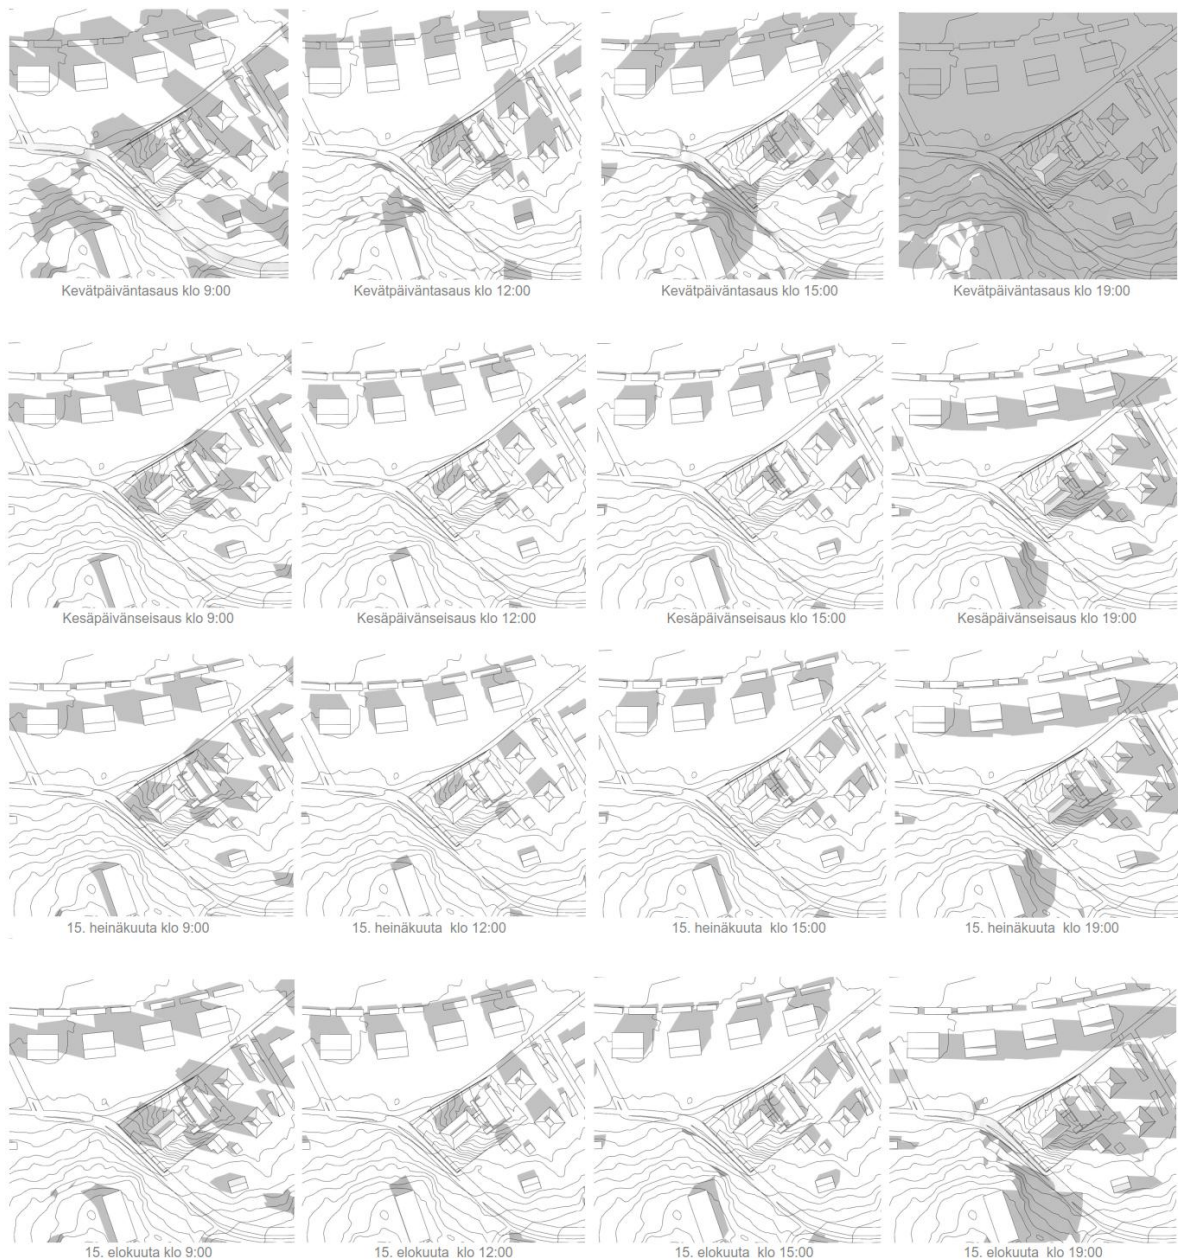 Kevätpäiväntasaus klo 9:00
Kevätpäiväntasaus klo 12:00
Kevätpäiväntasaus klo 15:00
Kevätpäiväntasaus klo 19:00
Kesäpäivänseisaus klo 9:00
Kesäpäivänseisaus klo 12:00
Kesäpäivänseisaus klo 15:00
Kesäpäivänseisaus klo 19:00
15. heinäkuuta klo 9:00
15. heinäkuuta klo 12:00
15. heinäkuuta klo 15:00
15. heinäkuuta klo 19:00
15. elokuuta klo 9:00
15. elokuuta klo 12:00
15. elokuuta klo 15:00
15. elokuuta klo 19:00